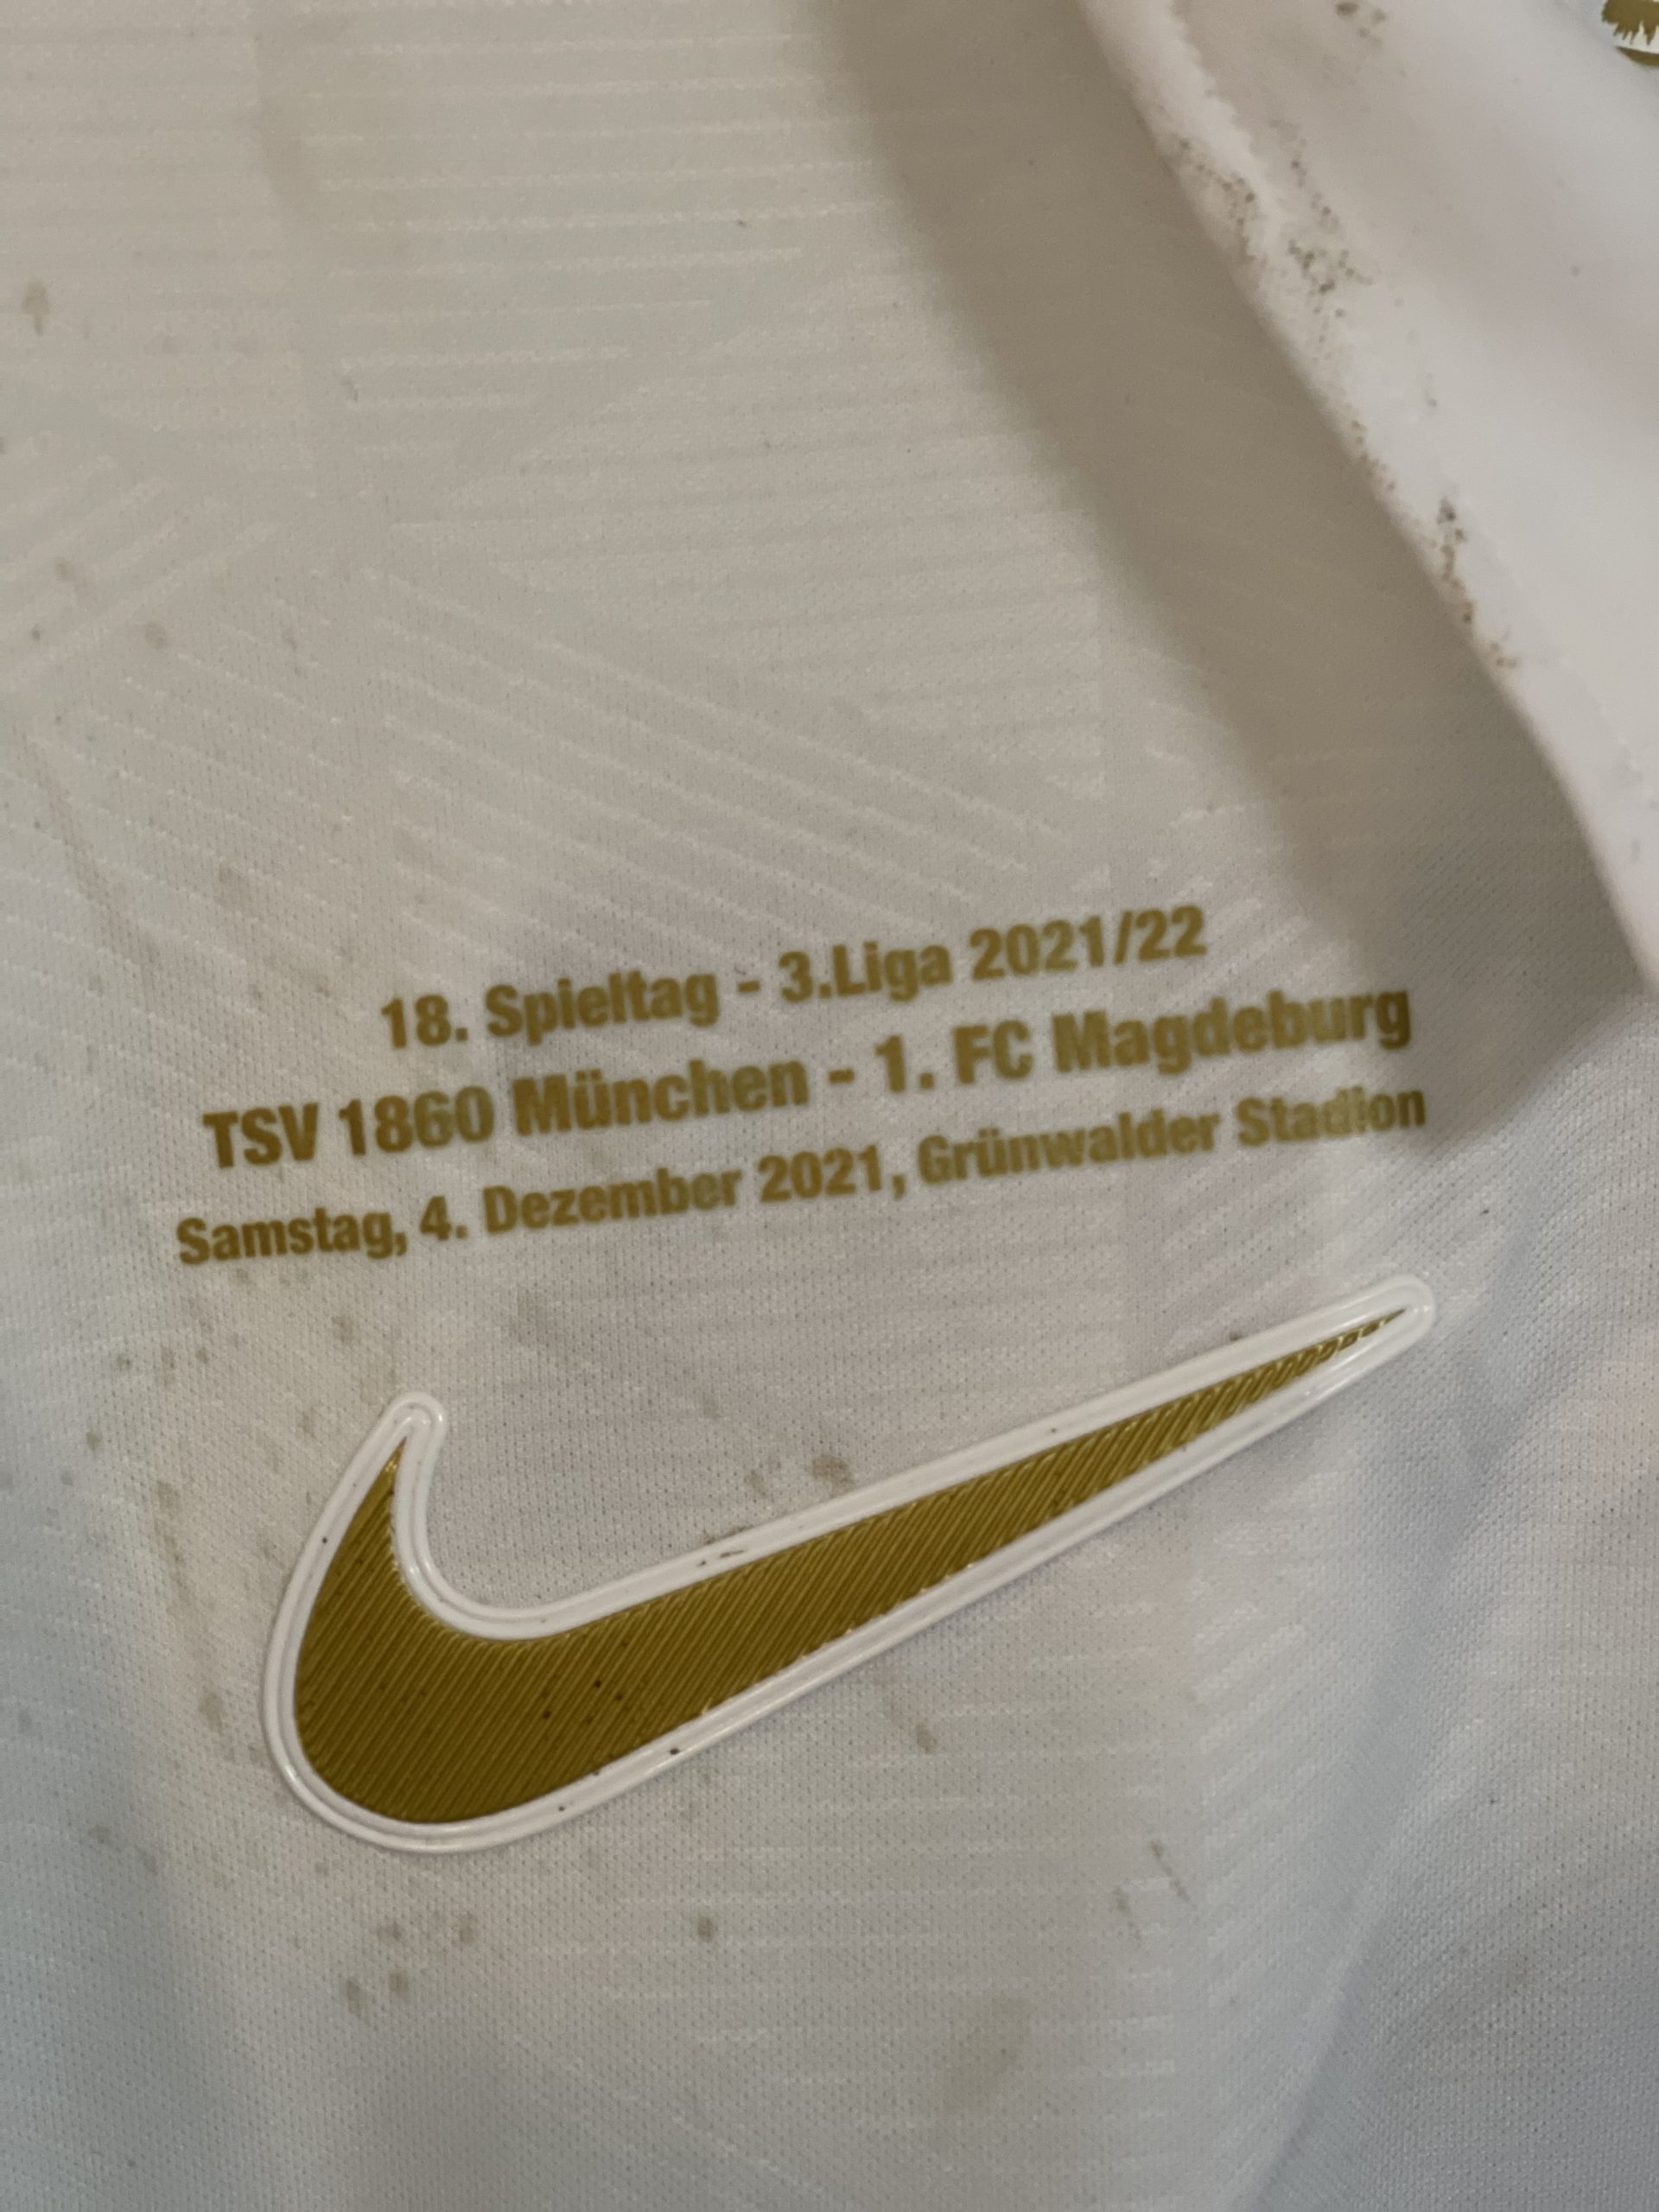 18. Spieltag - 3.Liga 2021/22
TSV 1860 München - 1. FC Magdeburg
Samstag, 4. Dezember 2021, Grünwalder Stadion